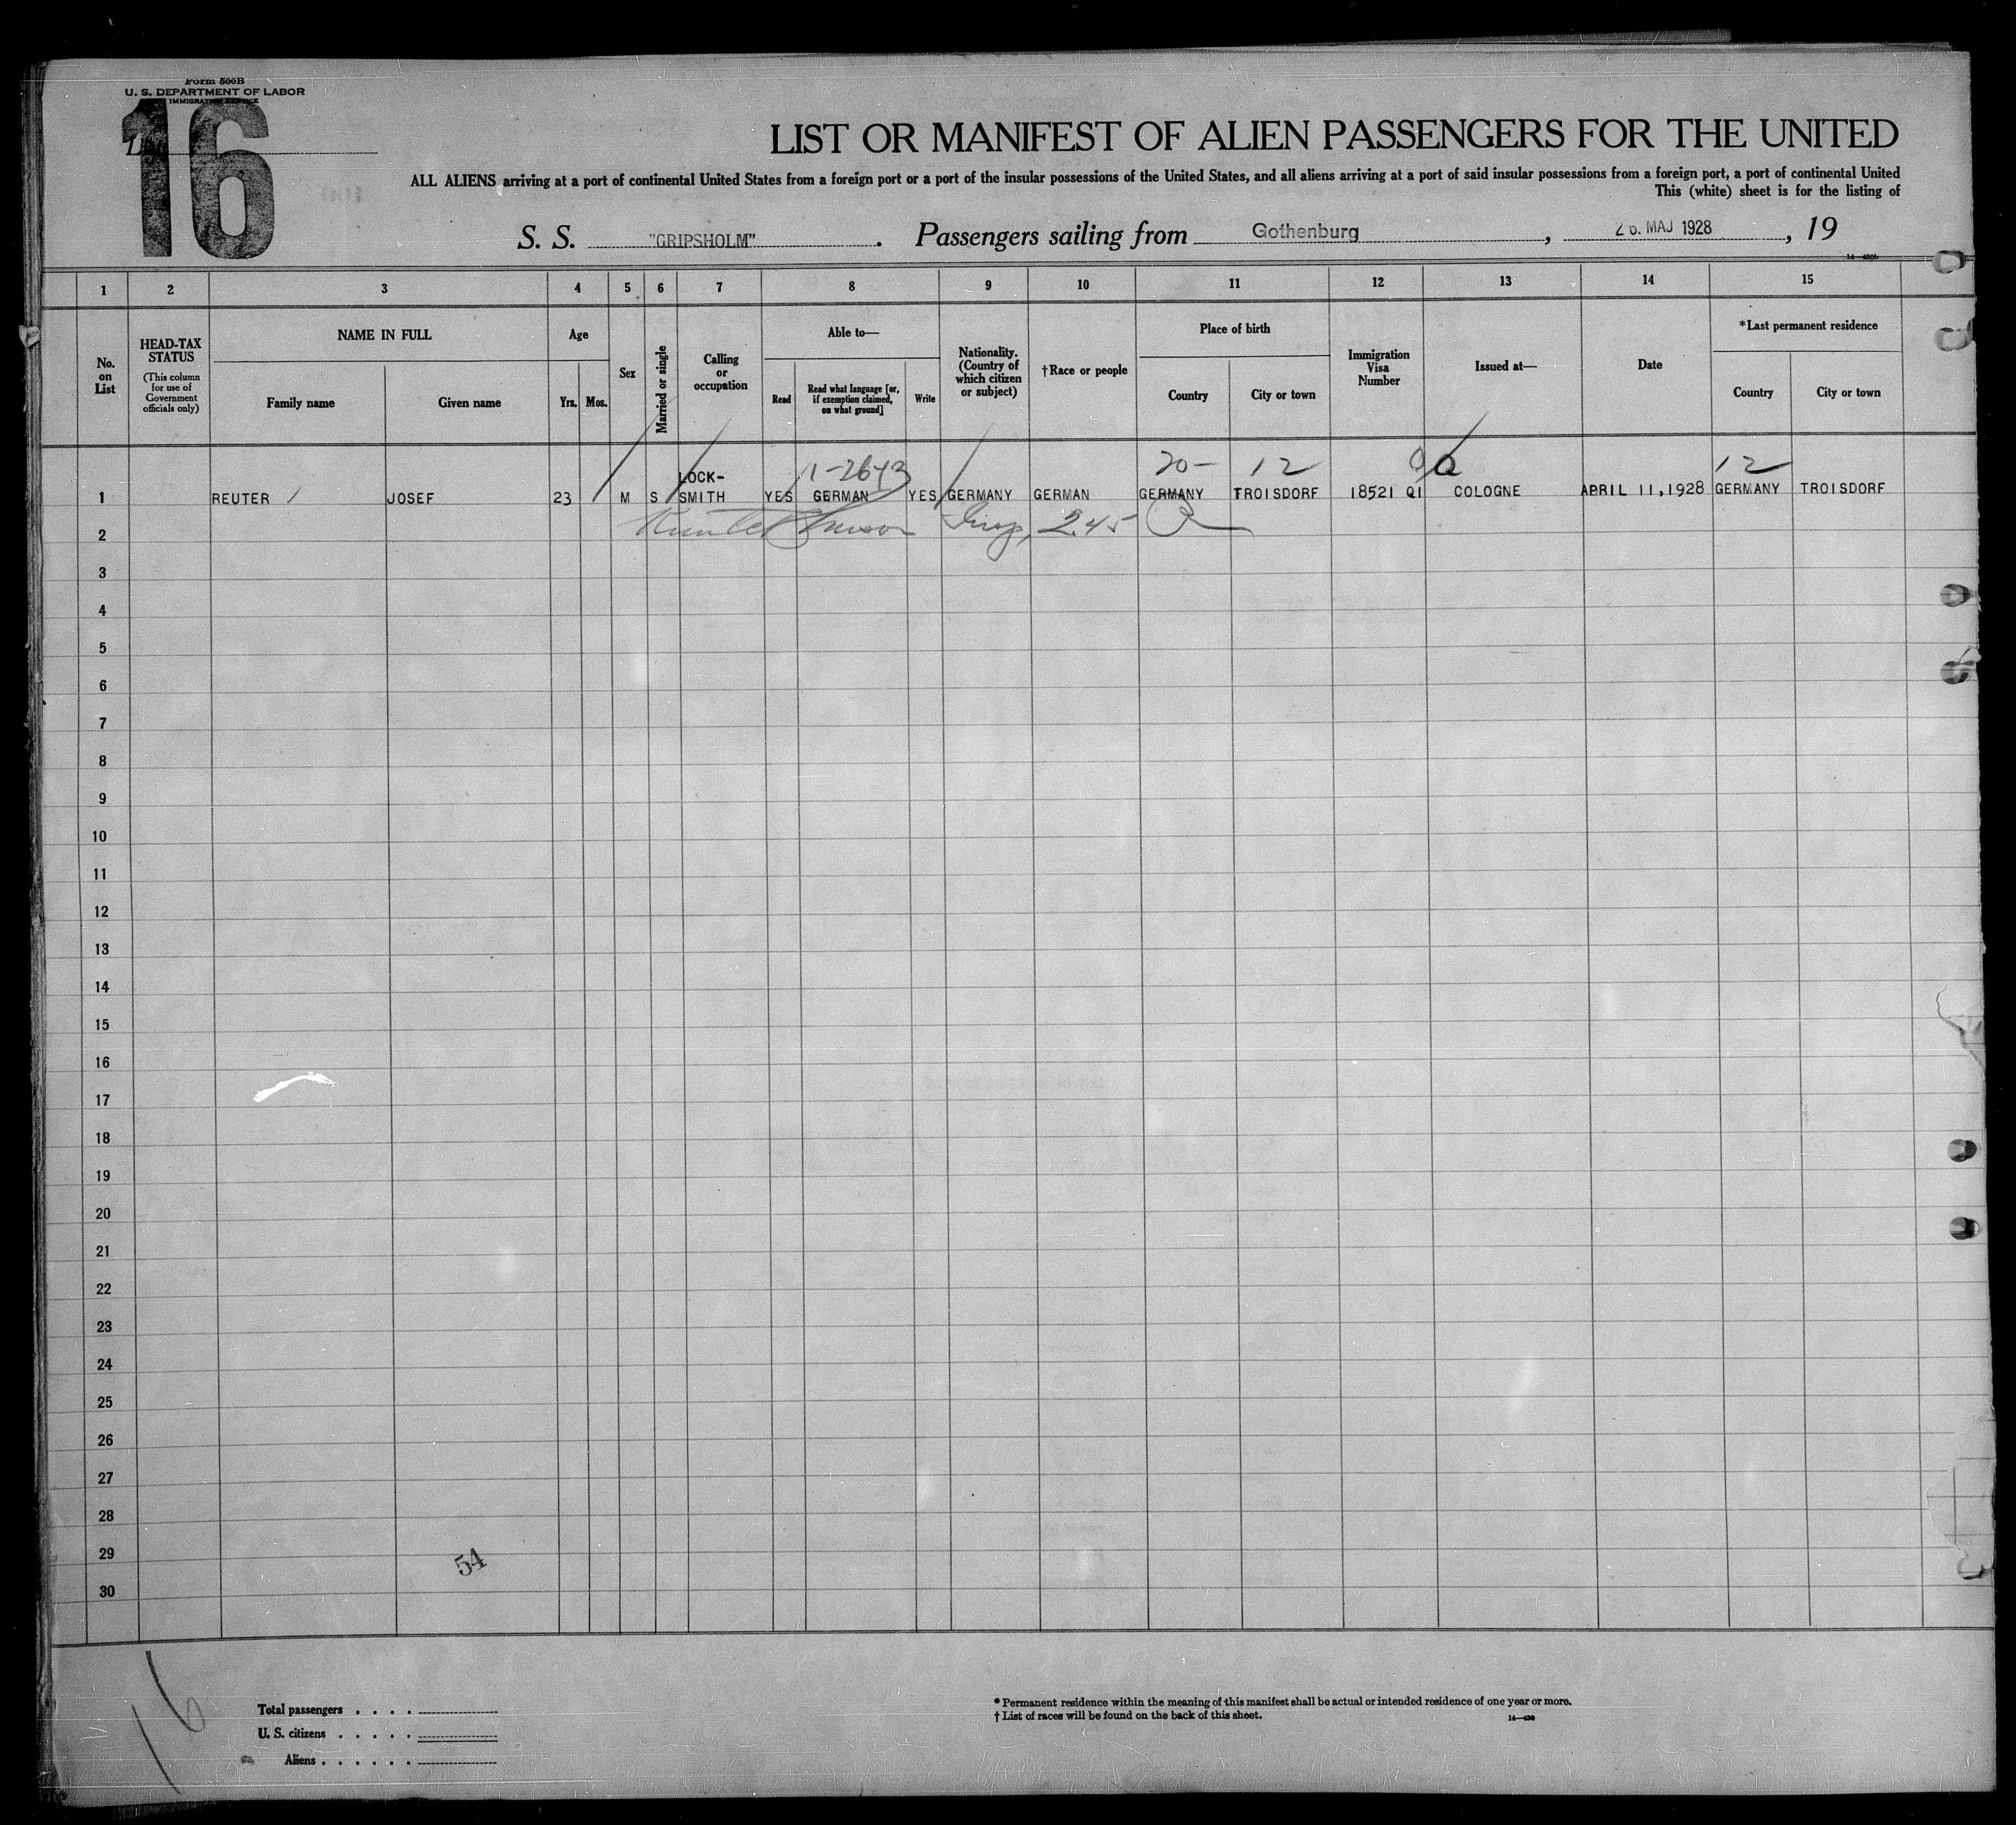 Form 500B
U. S. DEPARTMENT OF LABOR
IMMIGRATION SERVICE
16
LIST OR MANIFEST OF ALIEN PASSENGERS FOR THE UNITED
ALL ALIENS arriving at a port of continental United States from a foreign port or a port of the insular possessions of the United States, and all aliens arriving at a port of said insular possessions from a foreign port, a port of continental United
This (white) sheet is for the listing of
S. S. "GRIPSHOLM". Passengers sailing from Gothenburg, 26. MAJ 1928, 19
1 2 3 4 5 6 7 8 9 10 11 12 13 14 15
No. on List
HEAD-TAX STATUS
(This column for use of Government officials only)
NAME IN FULL
Family name Given name
Age
Yrs. Mos.
Sex
Married or single
Calling or occupation
Able to—
Read
Read what language [or, if exemption claimed, on what ground]
Write
Nationality. (Country of which citizen or subject)
†Race or people
Place of birth
Country City or town
Immigration Visa Number
Issued at—
Date
*Last permanent residence
Country City or town
20- 12 12
LOCK-
1 REUTER JOSEF 23 M S SMITH YES GERMAN YES GERMANY GERMAN GERMANY TROISDORF 18521 QI COLOGNE APRIL 11, 1928 GERMANY TROISDORF
2 Insp. 245
3
4
5
6
7
8
9
10
11
12
13
14
15
16
17
18
19
20
21
22
23
24
25
26
27
28
29
54
30
16
Total passengers . . . .
U. S. citizens . . . . .
Aliens . . . . . .
* Permanent residence within the meaning of this manifest shall be actual or intended residence of one year or more.
† List of races will be found on the back of this sheet.